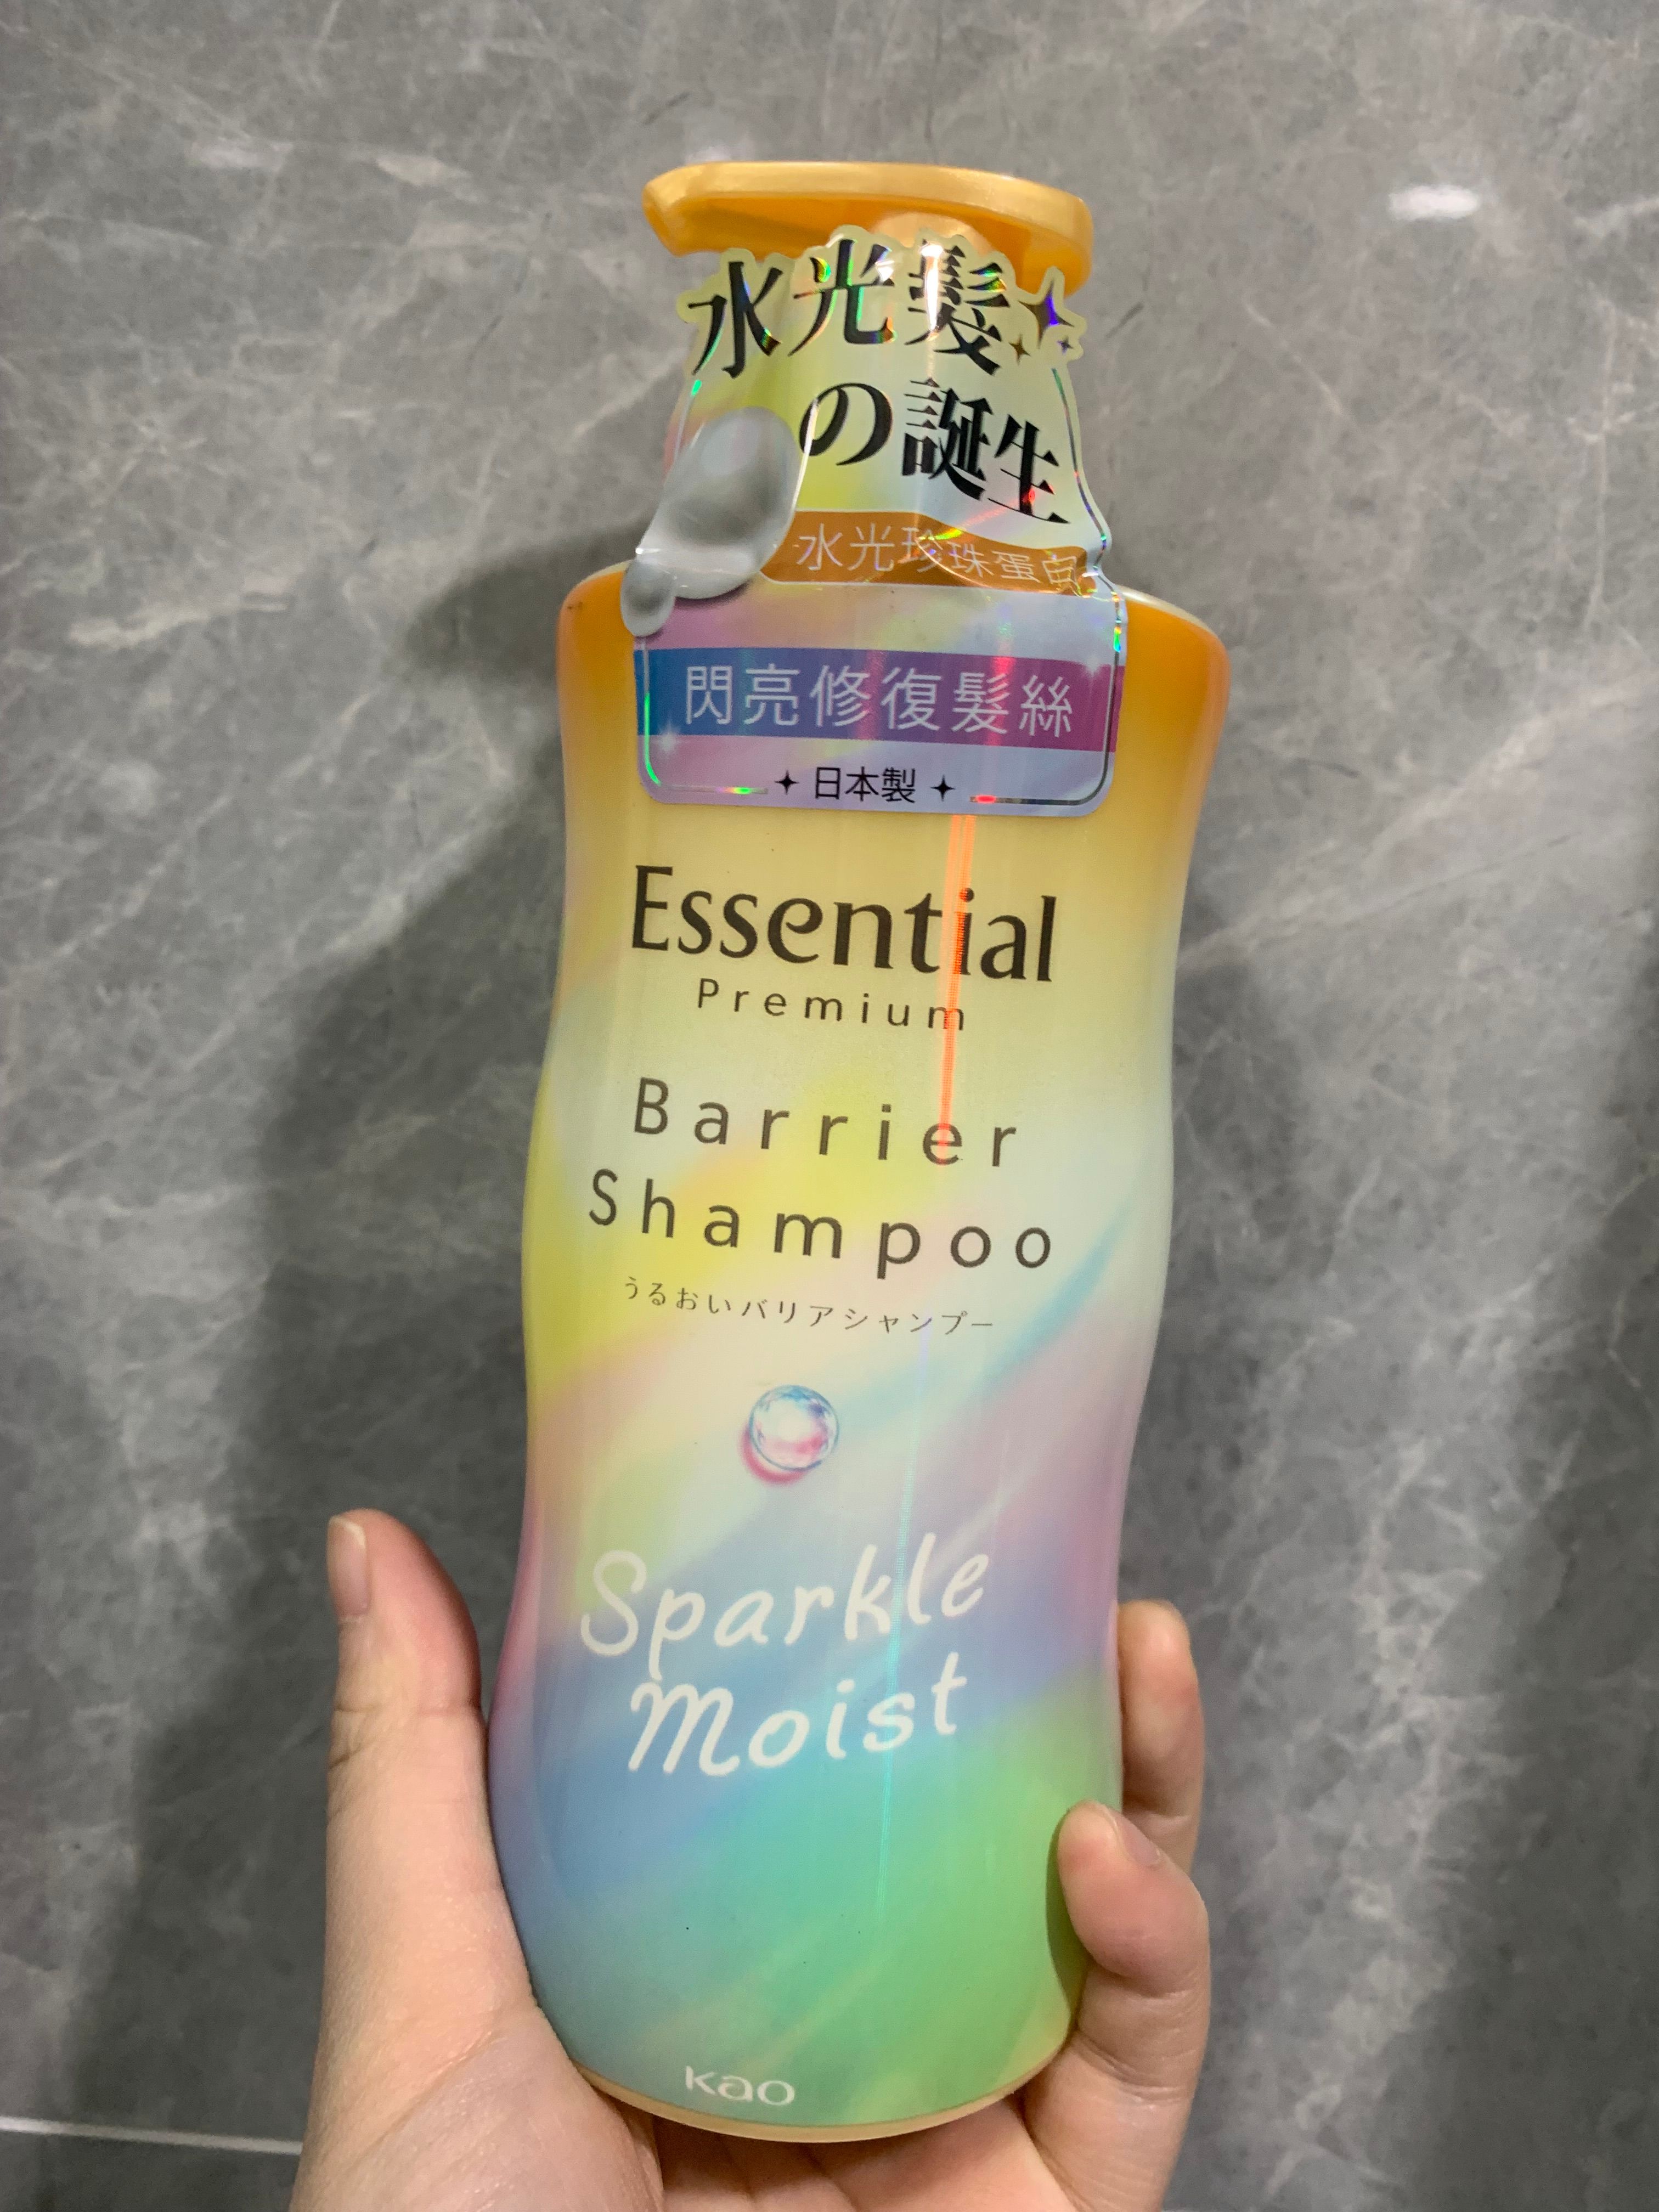 水光髮
の誕生
水光珍珠蛋白
閃亮修復髮絲
日本製
Essential
Premium
Barrier
Shampoo
うるおいバリアシャンプー
Sparkle
Moist
Kao